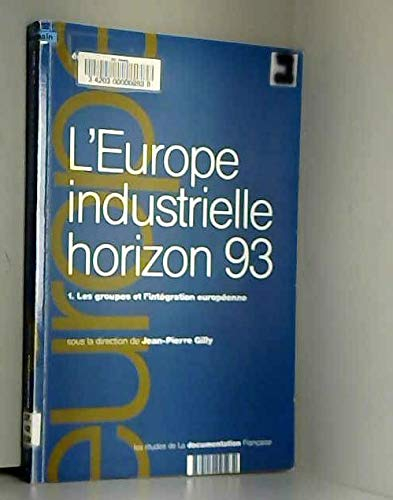 L'Europe
industrielle
horizon 93
1. Les groupes et l'intégration européenne
sous la direction de Jean-Pierre Gilly
europe
les études de La documentation Française